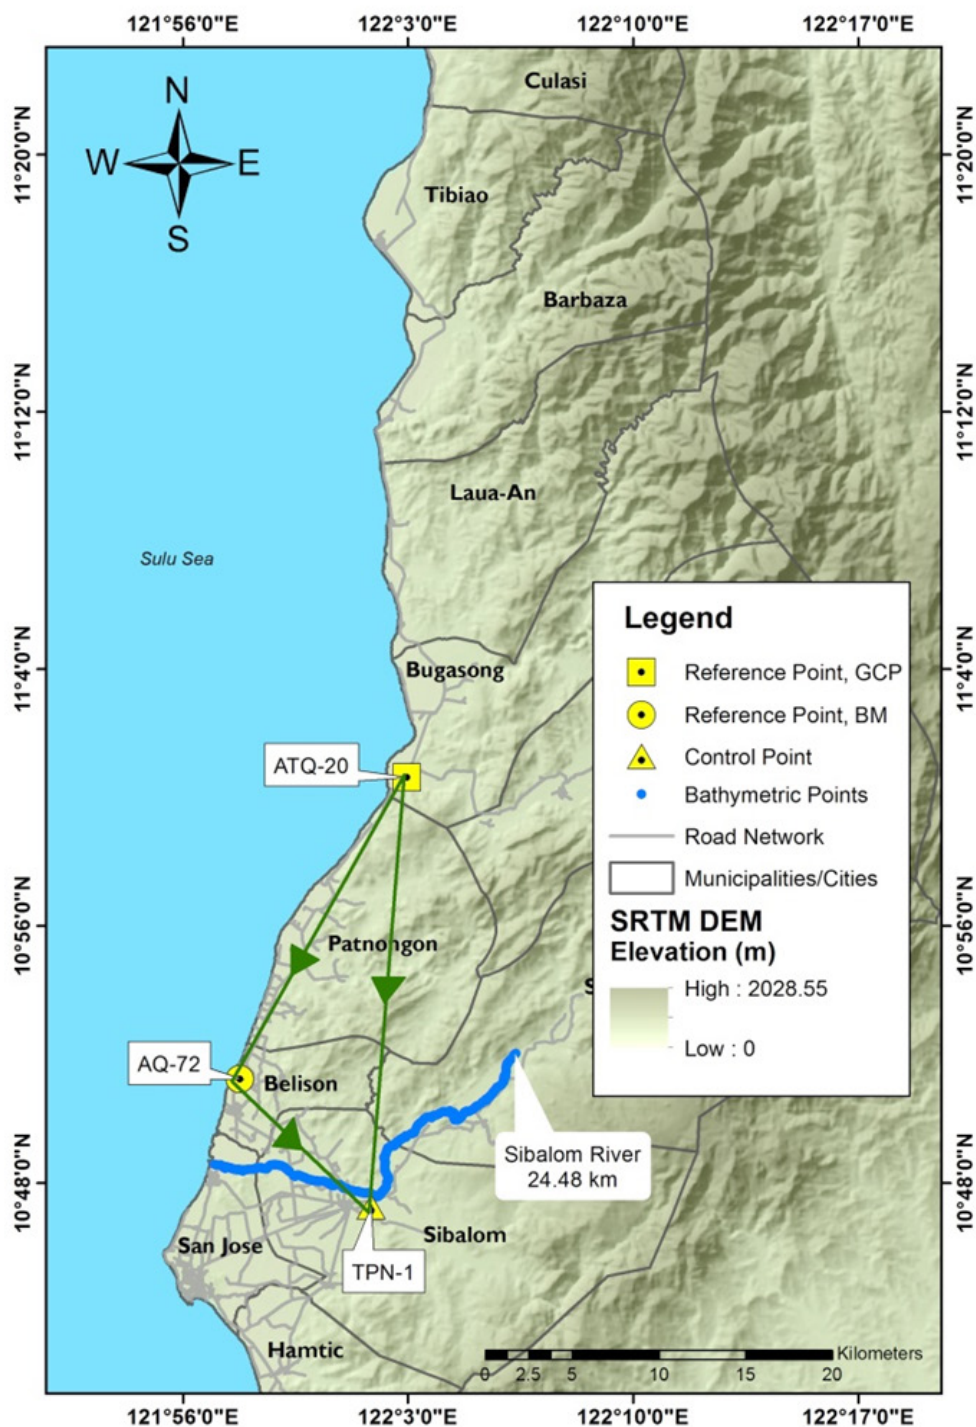 121°56'0"E 122°3'0"E 122°10'0"E 122°17'0"E
N
W E
S
11°20'0"N
11°20'0"N
11°12'0"N
11°12'0"N
11°4'0"N
11°4'0"N
10°56'0"N
10°56'0"N
10°48'0"N
10°48'0"N
Culasi
Tibiao
Barbaza
Laua-An
Sulu Sea
Bugasong
ATQ-20
Patnongon
S
AQ-72
Belison
Sibalom River
24.48 km
San Jose
Sibalom
TPN-1
Hamtic
Legend
Reference Point, GCP
Reference Point, BM
Control Point
Bathymetric Points
Road Network
Municipalities/Cities
SRTM DEM
Elevation (m)
High : 2028.55
Low : 0
Kilometers
0 2.5 5 10 15 20
121°56'0"E 122°3'0"E 122°10'0"E 122°17'0"E